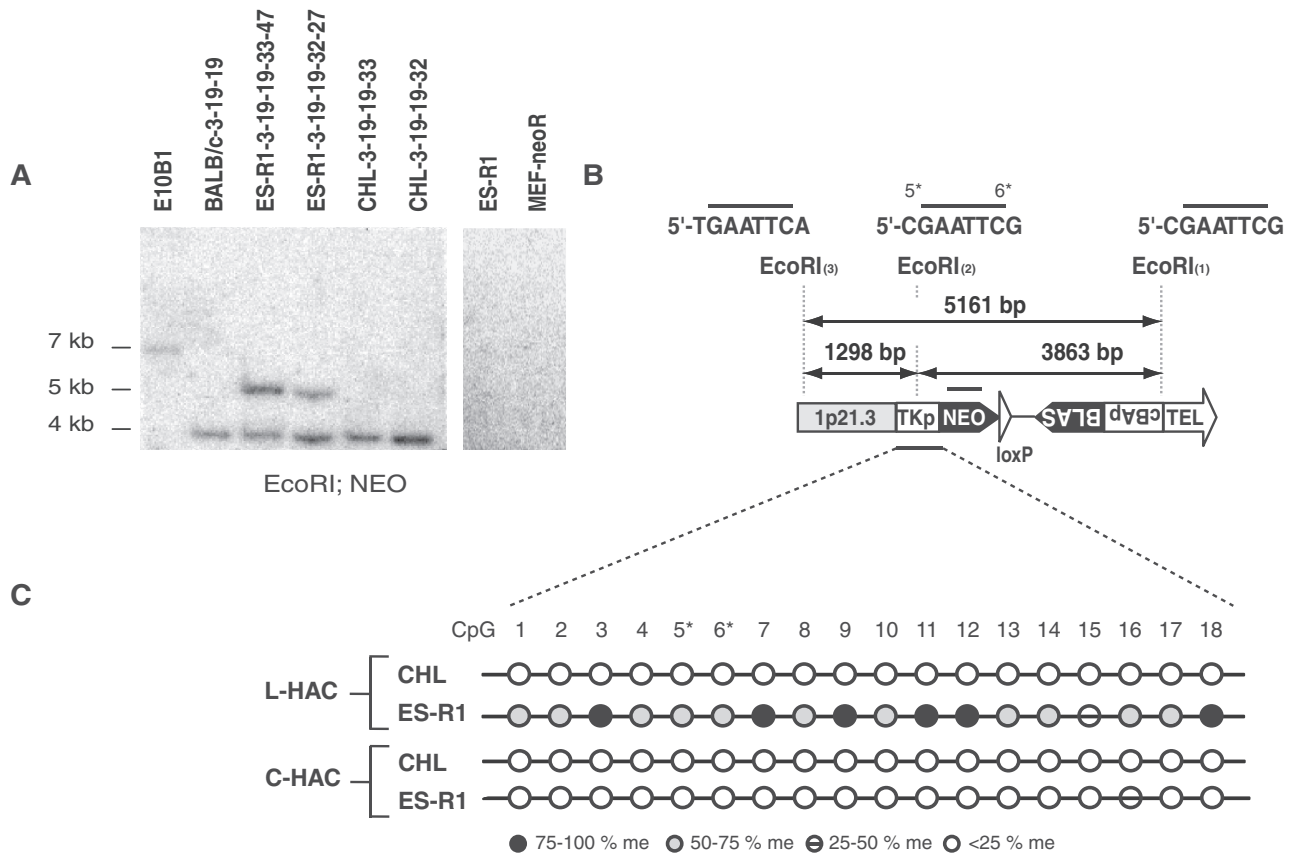 A
E10B1
BALB/c-3-19-19
ES-R1-3-19-19-33-47
ES-R1-3-19-19-32-27
CHL-3-19-19-33
CHL-3-19-19-32
ES-R1
MEF-neoR
7 kb
5 kb
4 kb
EcoRI; NEO
B
5* 6*
5'-TGAATTCA 5'-CGAATTCG 5'-CGAATTCG
EcoRI(3) EcoRI(2) EcoRI(1)
5161 bp
1298 bp 3863 bp
1p21.3 TKp NEO BLAS cBAp TEL
loxP
C
CpG 1 2 3 4 5* 6* 7 8 9 10 11 12 13 14 15 16 17 18
L-HAC
CHL
ES-R1
C-HAC
CHL
ES-R1
75-100 % me 50-75 % me 25-50 % me <25 % me